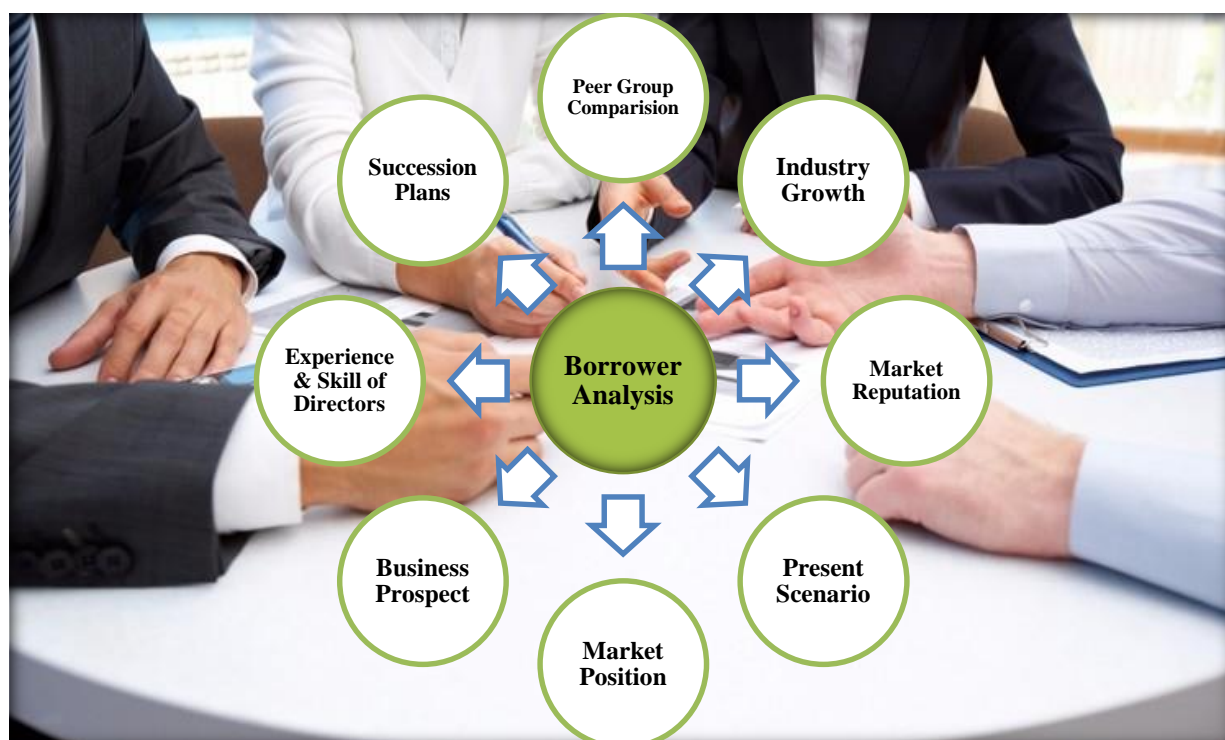 Peer Group
Comparision
Industry
Growth
Market
Reputation
Present
Scenario
Market
Position
Business
Prospect
Experience
& Skill of
Directors
Succession
Plans
Borrower
Analysis